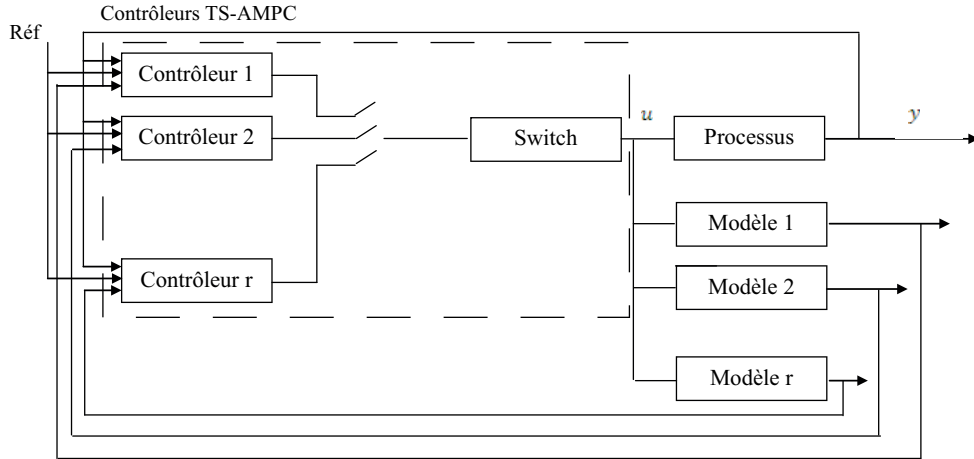 Contrôleurs TS-AMPC
Réf
Contrôleur 1
Contrôleur 2
Switch
u
Processus
y
Modèle 1
Contrôleur r
Modèle 2
Modèle r